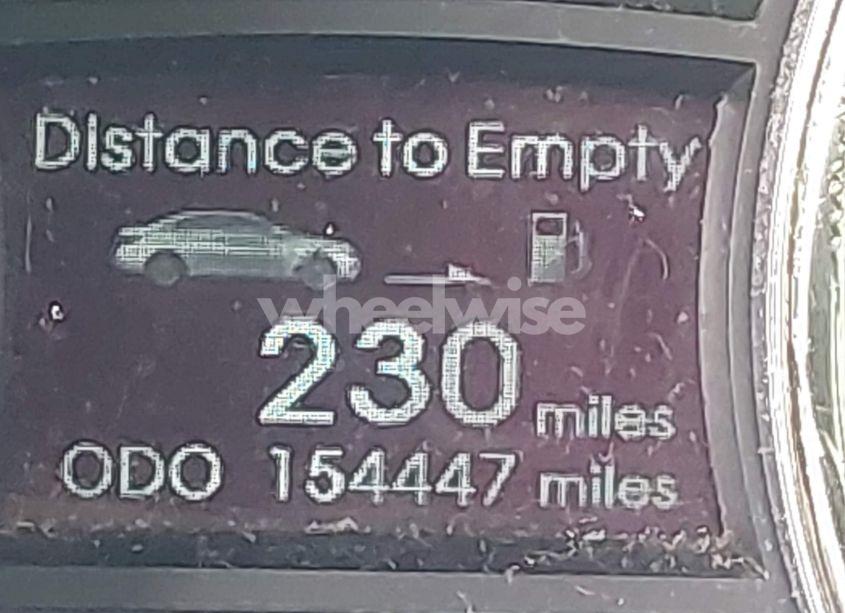 Distance to Empty
wheelwise
230 miles
ODO 154447 miles